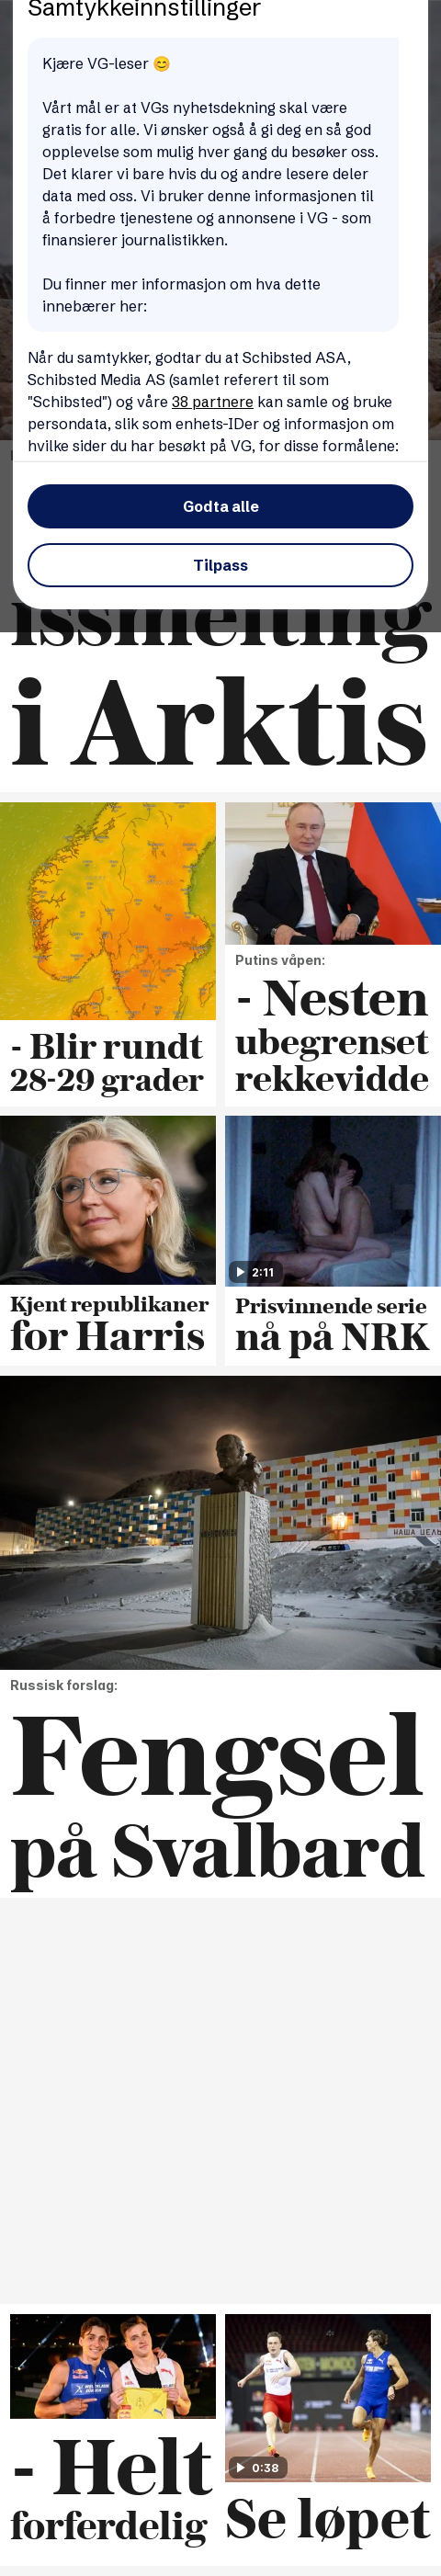 Samtykkeinnstillinger
Kjære VG-leser 😊
Vårt mål er at VGs nyhetsdekning skal være
gratis for alle. Vi ønsker også å gi deg en så god
opplevelse som mulig hver gang du besøker oss.
Det klarer vi bare hvis du og andre lesere deler
data med oss. Vi bruker denne informasjonen til
å forbedre tjenestene og annonsene i VG - som
finansierer journalistikken.
Du finner mer informasjon om hva dette
innebærer her:
Når du samtykker, godtar du at Schibsted ASA,
Schibsted Media AS (samlet referert til som
"Schibsted") og våre 38 partnere kan samle og bruke
persondata, slik som enhets-IDer og informasjon om
hvilke sider du har besøkt på VG, for disse formålene:
Godta alle
Tilpass
issmelting
i Arktis
- Blir rundt
28-29 grader
Putins våpen:
- Nesten
ubegrenset
rekkevidde
Kjent republikaner
for Harris
2:11
Prisvinnende serie
nå på NRK
НАША ЦЕЛЬ
Russisk forslag:
Fengsel
på Svalbard
- Helt
forferdelig
0:38
Se løpet